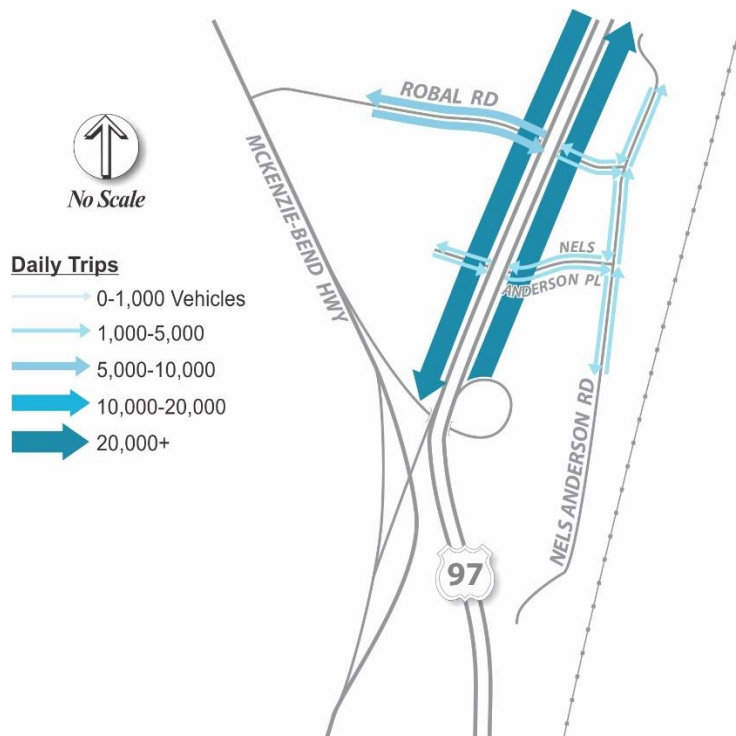 ROBAL RD
MCKENZIE-BEND HWY
No Scale
Daily Trips
0-1,000 Vehicles
1,000-5,000
5,000-10,000
10,000-20,000
20,000+
NELS
ANDERSON PL
NELS ANDERSON RD
97